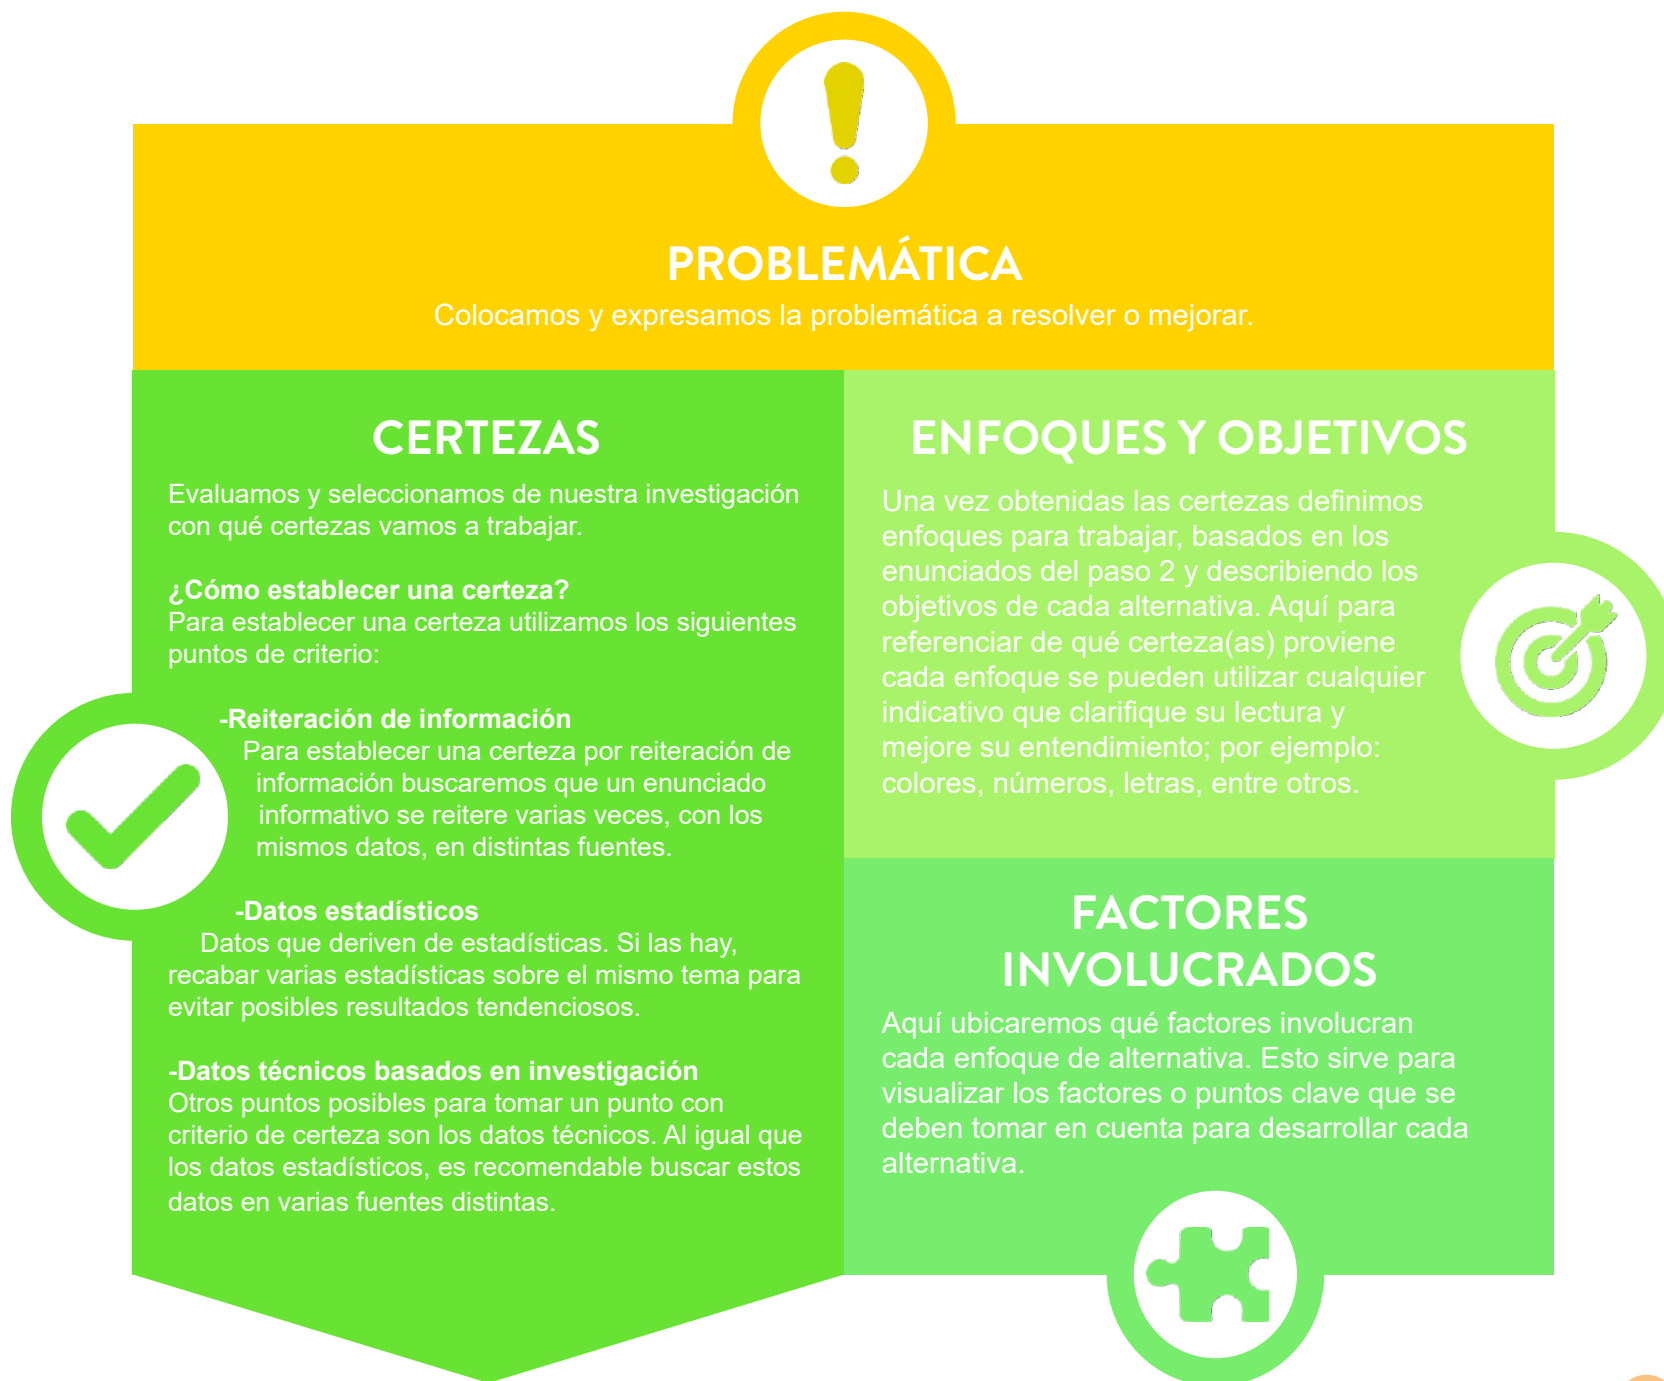 PROBLEMÁTICA
Colocamos y expresamos la problemática a resolver o mejorar.
CERTEZAS
Evaluamos y seleccionamos de nuestra investigación
con qué certezas vamos a trabajar.
¿Cómo establecer una certeza?
Para establecer una certeza utilizamos los siguientes
puntos de criterio:
-Reiteración de información
Para establecer una certeza por reiteración de
información buscaremos que un enunciado
informativo se reitere varias veces, con los
mismos datos, en distintas fuentes.
-Datos estadísticos
Datos que deriven de estadísticas. Si las hay,
recabar varias estadísticas sobre el mismo tema para
evitar posibles resultados tendenciosos.
-Datos técnicos basados en investigación
Otros puntos posibles para tomar un punto con
criterio de certeza son los datos técnicos. Al igual que
los datos estadísticos, es recomendable buscar estos
datos en varias fuentes distintas.
ENFOQUES Y OBJETIVOS
Una vez obtenidas las certezas definimos
enfoques para trabajar, basados en los
enunciados del paso 2 y describiendo los
objetivos de cada alternativa. Aquí para
referenciar de qué certeza(as) proviene
cada enfoque se pueden utilizar cualquier
indicativo que clarifique su lectura y
mejore su entendimiento; por ejemplo:
colores, números, letras, entre otros.
FACTORES
INVOLUCRADOS
Aquí ubicaremos qué factores involucran
cada enfoque de alternativa. Esto sirve para
visualizar los factores o puntos clave que se
deben tomar en cuenta para desarrollar cada
alternativa.